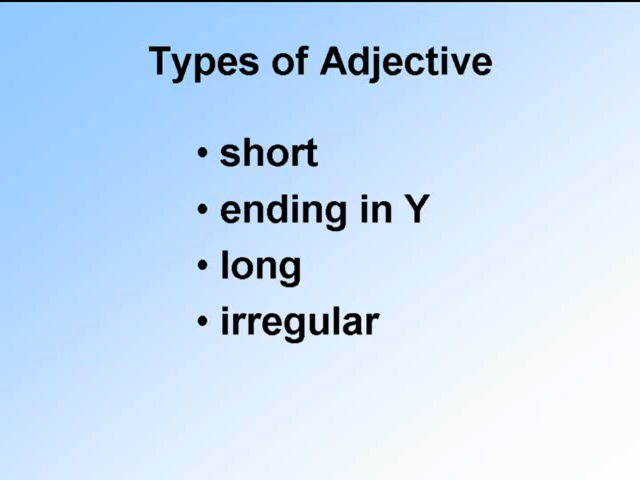 Types of Adjective
• short
• ending in Y
• long
• irregular